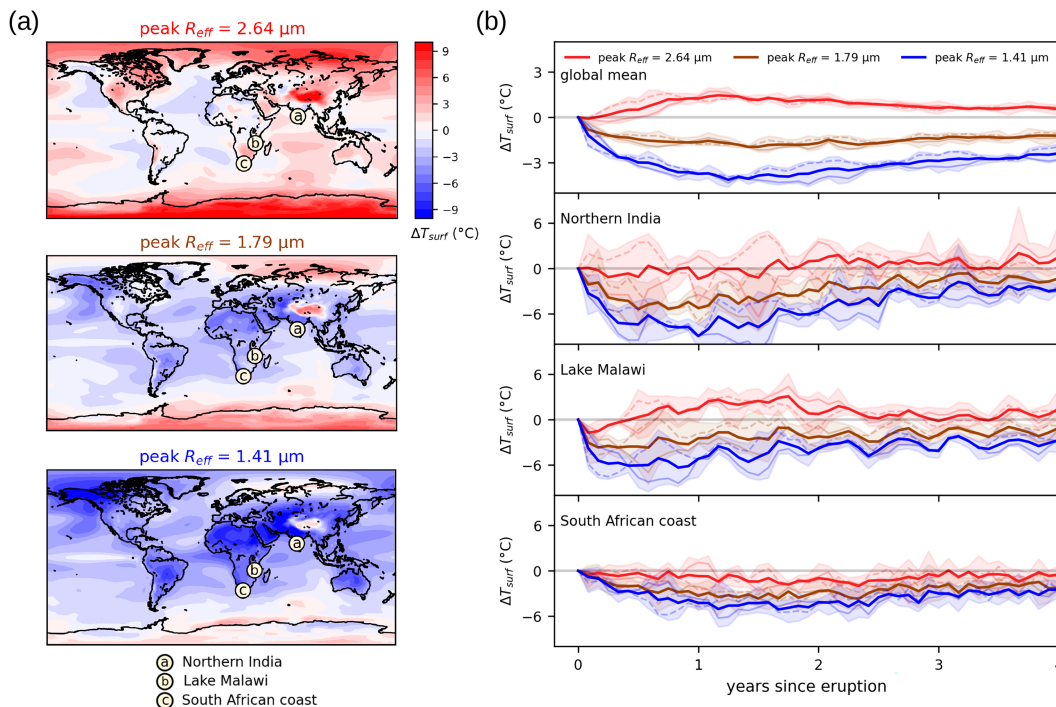 (a)
peak R_eff = 2.64 μm
9
6
3
0
−3
−6
−9
ΔT_surf (°C)
a
b
c
peak R_eff = 1.79 μm
a
b
c
peak R_eff = 1.41 μm
a
b
c
a Northern India
b Lake Malawi
c South African coast
(b)
peak R_eff = 2.64 μm peak R_eff = 1.79 μm peak R_eff = 1.41 μm
global mean
ΔT_surf (°C)
3
0
−3
Northern India
ΔT_surf (°C)
6
0
−6
Lake Malawi
ΔT_surf (°C)
6
0
−6
South African coast
ΔT_surf (°C)
6
0
−6
0 1 2 3 4
years since eruption